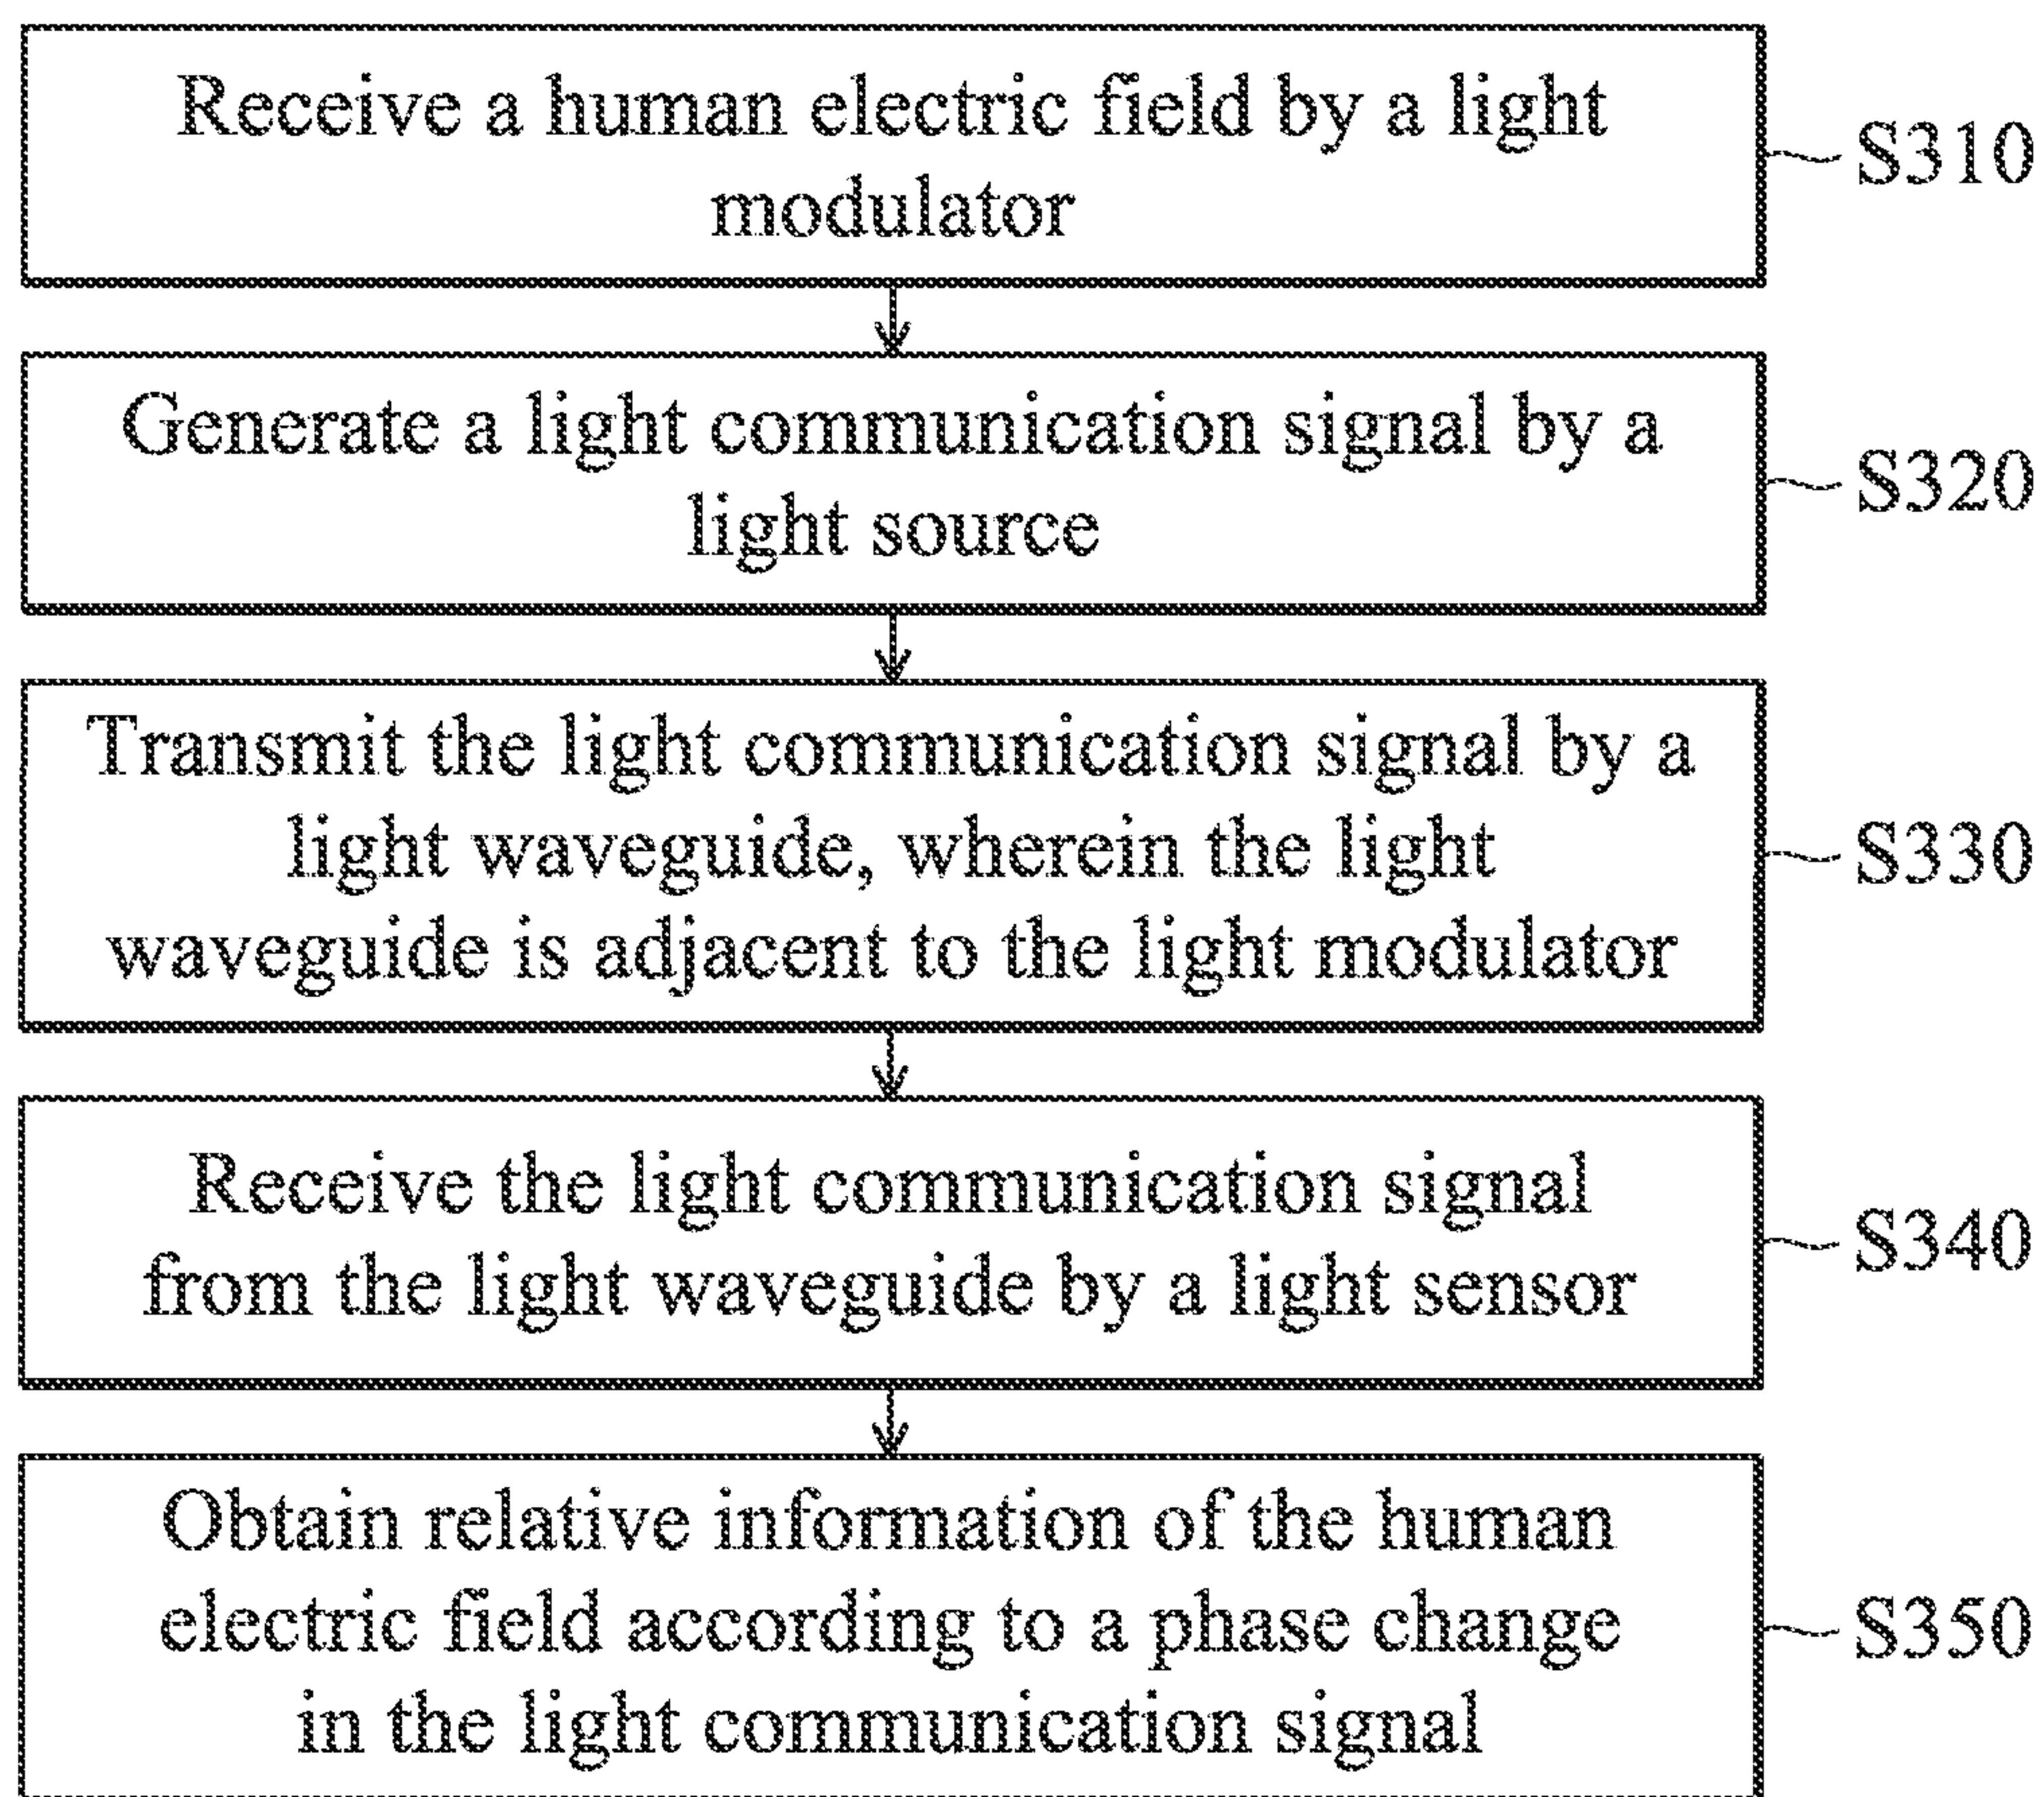 Receive a human electric field by a light
modulator
S310
Generate a light communication signal by a
light source
S320
Transmit the light communication signal by a
light waveguide, wherein the light
waveguide is adjacent to the light modulator
S330
Receive the light communication signal
from the light waveguide by a light sensor
S340
Obtain relative information of the human
electric field according to a phase change
in the light communication signal
S350